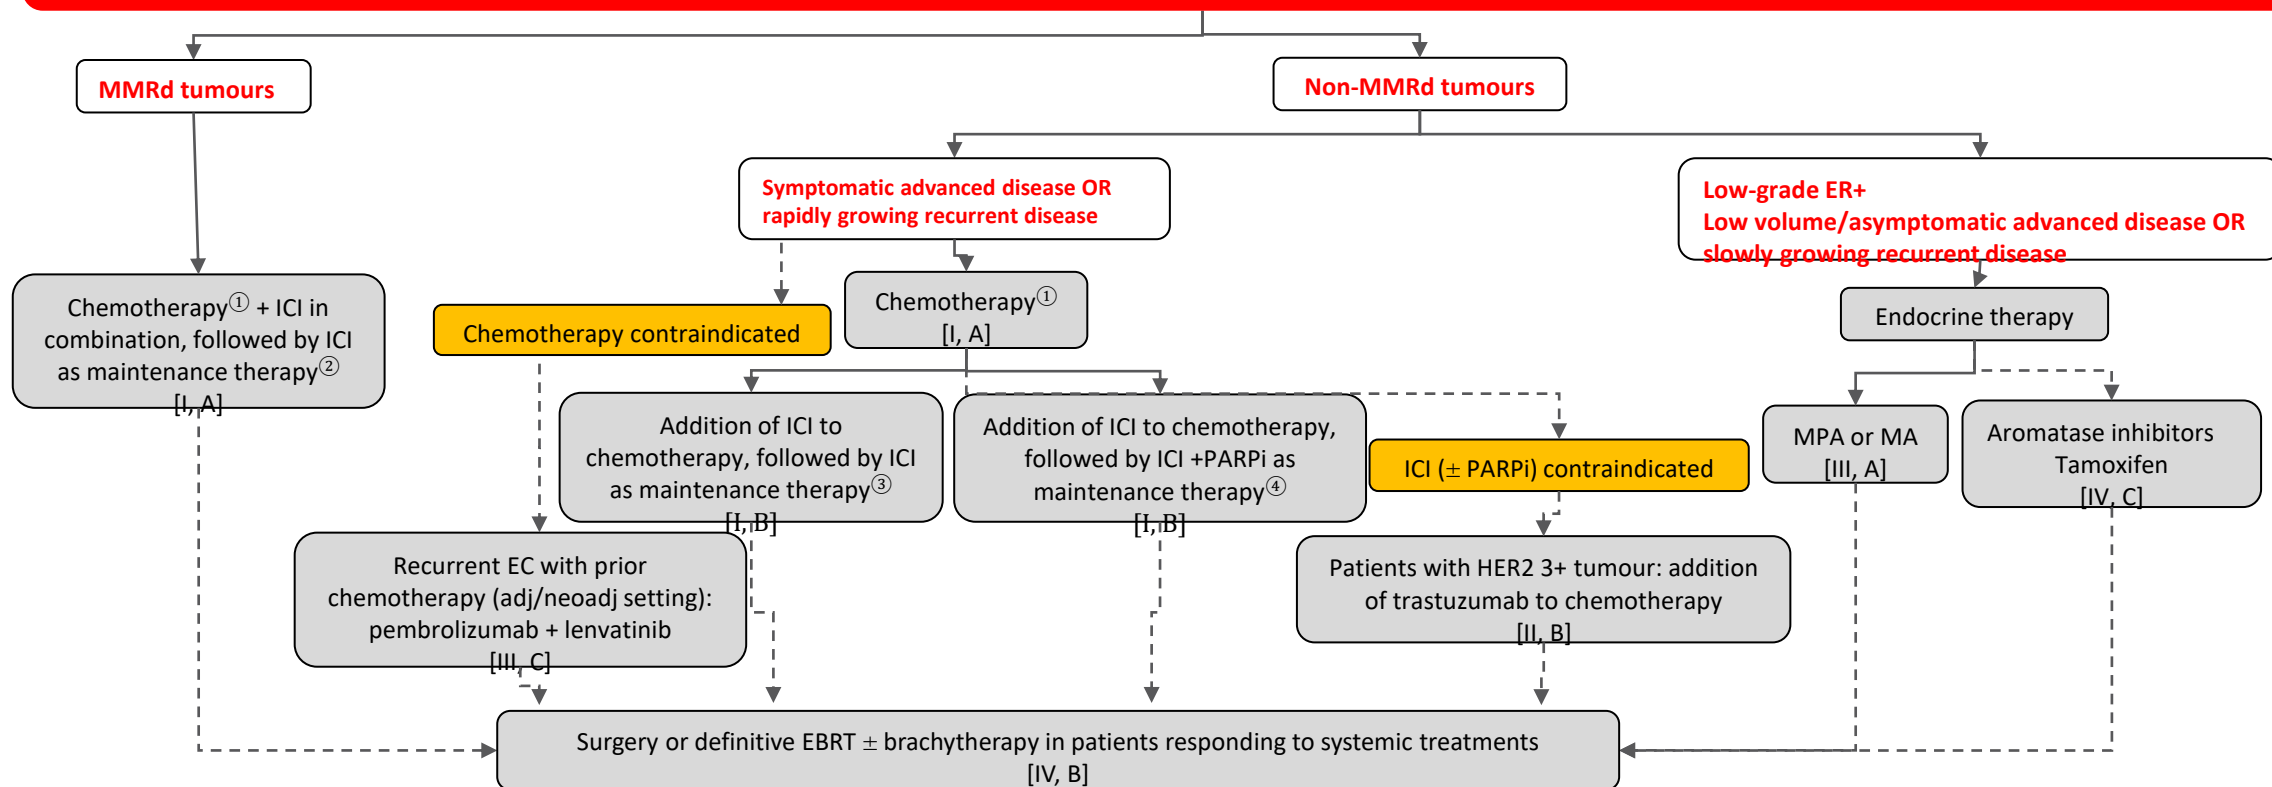 MMRd tumours
Non-MMRd tumours
Symptomatic advanced disease OR
rapidly growing recurrent disease
Low-grade ER+
Low volume/asymptomatic advanced disease OR
slowly growing recurrent disease
Chemotherapy① + ICI in
combination, followed by ICI
as maintenance therapy②
[I, A]
Chemotherapy contraindicated
Chemotherapy①
[I, A]
Endocrine therapy
Addition of ICI to
chemotherapy, followed by ICI
as maintenance therapy③
[I, B]
Addition of ICI to chemotherapy,
followed by ICI +PARPi as
maintenance therapy④
[I, B]
ICI (± PARPi) contraindicated
MPA or MA
[III, A]
Aromatase inhibitors
Tamoxifen
[IV, C]
Recurrent EC with prior
chemotherapy (adj/neoadj setting):
pembrolizumab + lenvatinib
[III, C]
Patients with HER2 3+ tumour: addition
of trastuzumab to chemotherapy
[II, B]
Surgery or definitive EBRT ± brachytherapy in patients responding to systemic treatments
[IV, B]